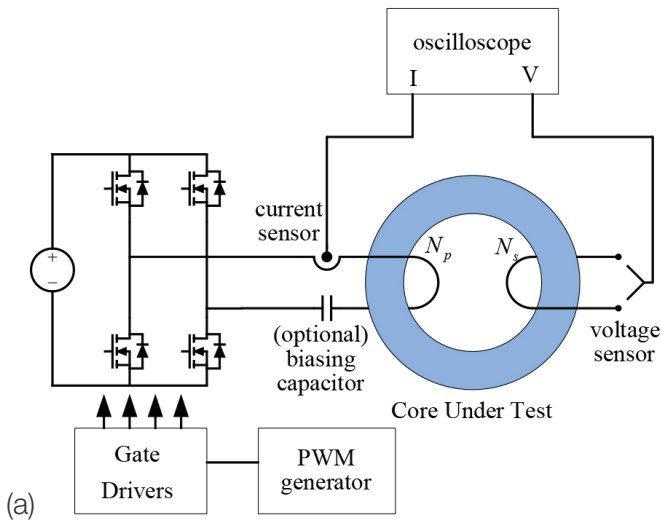 oscilloscope
I V
current
sensor
+
−
N_p N_s
(optional)
biasing
capacitor
voltage
sensor
Core Under Test
Gate
Drivers
PWM
generator
(a)